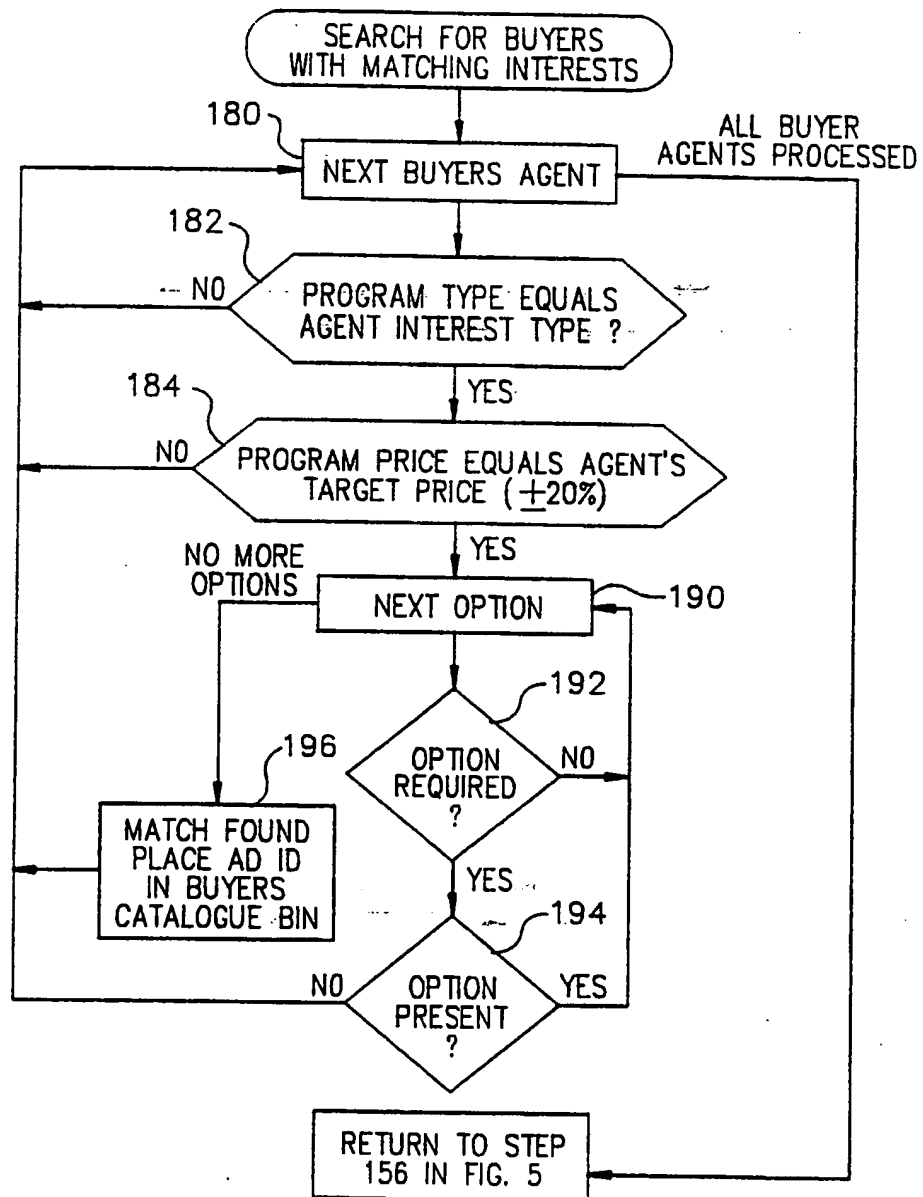 SEARCH FOR BUYERS
WITH MATCHING INTERESTS
180
ALL BUYER
AGENTS PROCESSED
NEXT BUYERS AGENT
182
NO
PROGRAM TYPE EQUALS
AGENT INTEREST TYPE ?
YES
184
NO
PROGRAM PRICE EQUALS AGENT'S
TARGET PRICE (±20%)
YES
NO MORE
OPTIONS
NEXT OPTION
190
192
OPTION
REQUIRED
?
NO
196
MATCH FOUND
PLACE AD ID
IN BUYERS
CATALOGUE BIN
YES
194
NO
OPTION
PRESENT
?
YES
RETURN TO STEP
156 IN FIG. 5